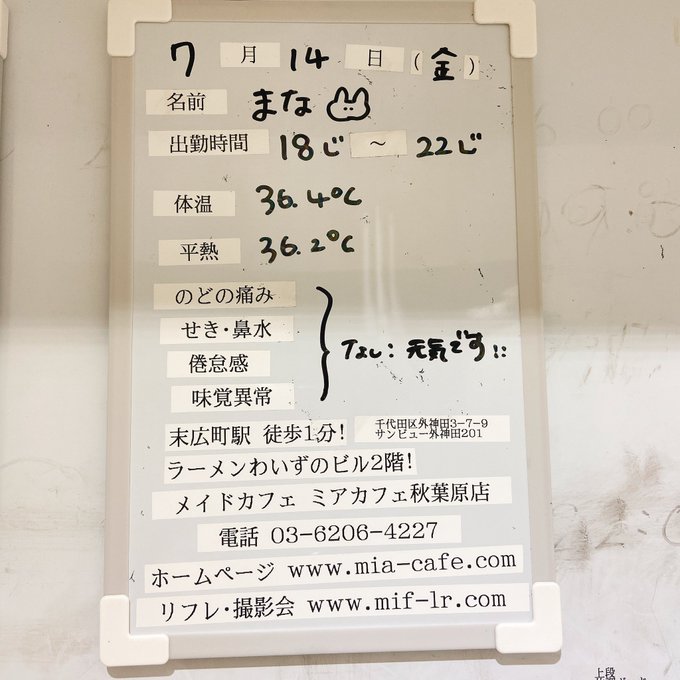 7月14日(金)
名前 まな
出勤時間 18じ～22じ
体温 36.4℃
平熱 36.2℃
のどの痛み
せき・鼻水
倦怠感
味覚異常
なし：元気です!!
末広町駅 徒歩1分!
千代田区外神田3-7-9
サンビュー外神田201
ラーメンわいずのビル2階!
メイドカフェ ミアカフェ秋葉原店
電話 03-6206-4227
ホームページ www.mia-cafe.com
リフレ・撮影会 www.mif-lr.com
上段